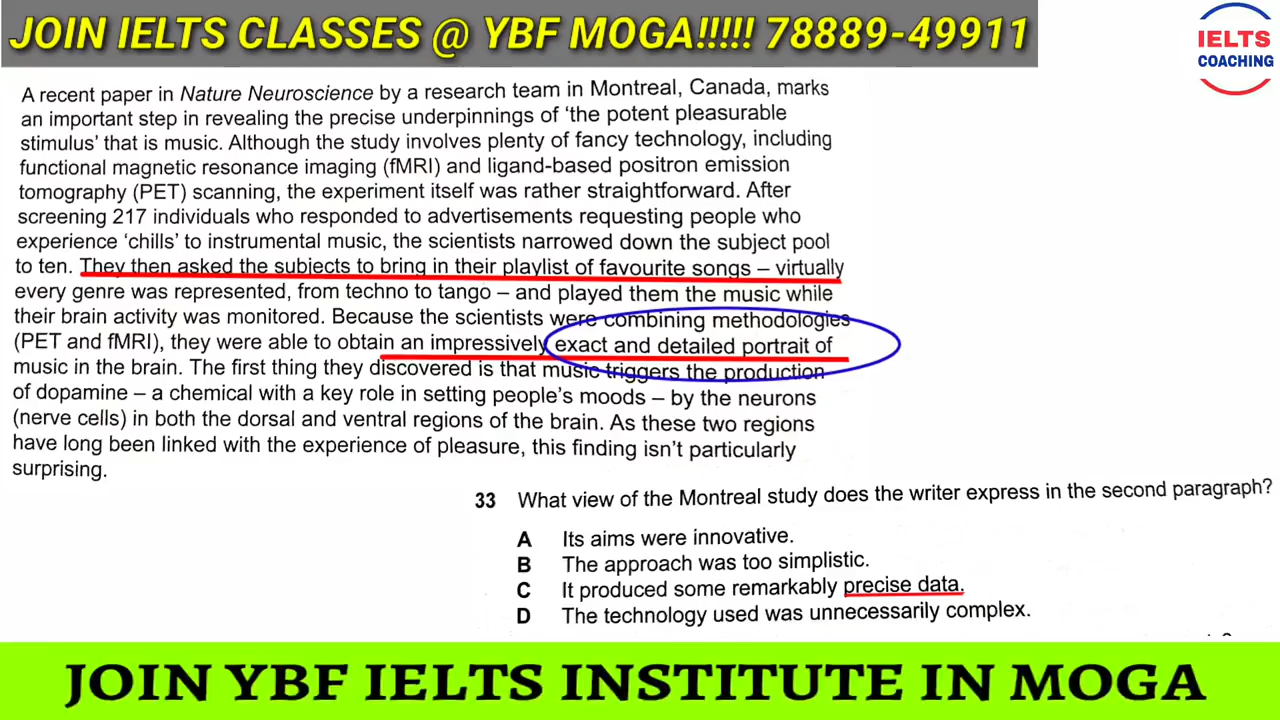 JOIN IELTS CLASSES @ YBF MOGA!!!!! 78889-49911
IELTS
COACHING
A recent paper in Nature Neuroscience by a research team in Montreal, Canada, marks
an important step in revealing the precise underpinnings of ‘the potent pleasurable
stimulus’ that is music. Although the study involves plenty of fancy technology, including
functional magnetic resonance imaging (fMRI) and ligand-based positron emission
tomography (PET) scanning, the experiment itself was rather straightforward. After
screening 217 individuals who responded to advertisements requesting people who
experience ‘chills’ to instrumental music, the scientists narrowed down the subject pool
to ten. They then asked the subjects to bring in their playlist of favourite songs – virtually
every genre was represented, from techno to tango – and played them the music while
their brain activity was monitored. Because the scientists were combining methodologies
(PET and fMRI), they were able to obtain an impressively exact and detailed portrait of
music in the brain. The first thing they discovered is that music triggers the production
of dopamine – a chemical with a key role in setting people’s moods – by the neurons
(nerve cells) in both the dorsal and ventral regions of the brain. As these two regions
have long been linked with the experience of pleasure, this finding isn’t particularly
surprising.
33 What view of the Montreal study does the writer express in the second paragraph?
A Its aims were innovative.
B The approach was too simplistic.
C It produced some remarkably precise data.
D The technology used was unnecessarily complex.
JOIN YBF IELTS INSTITUTE IN MOGA